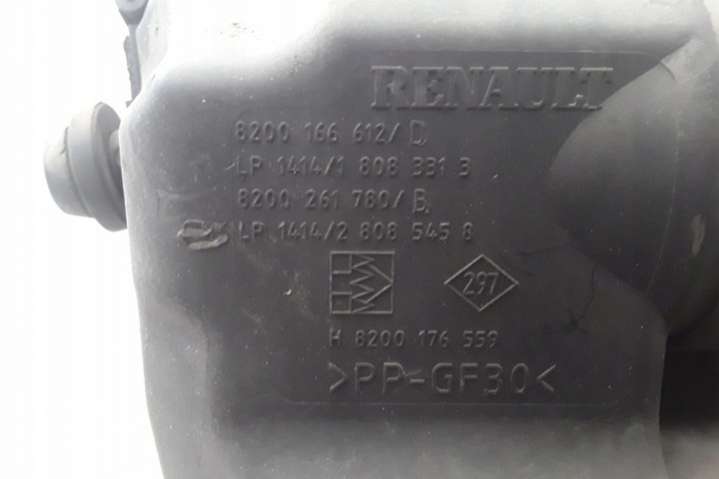 RENAULT
8200 166 612/D
LP 1414/1 808 331 3
8200 261 780/B
LP 1414/2 808 545 8
297
H 8200 176 559
>PP-GF30<